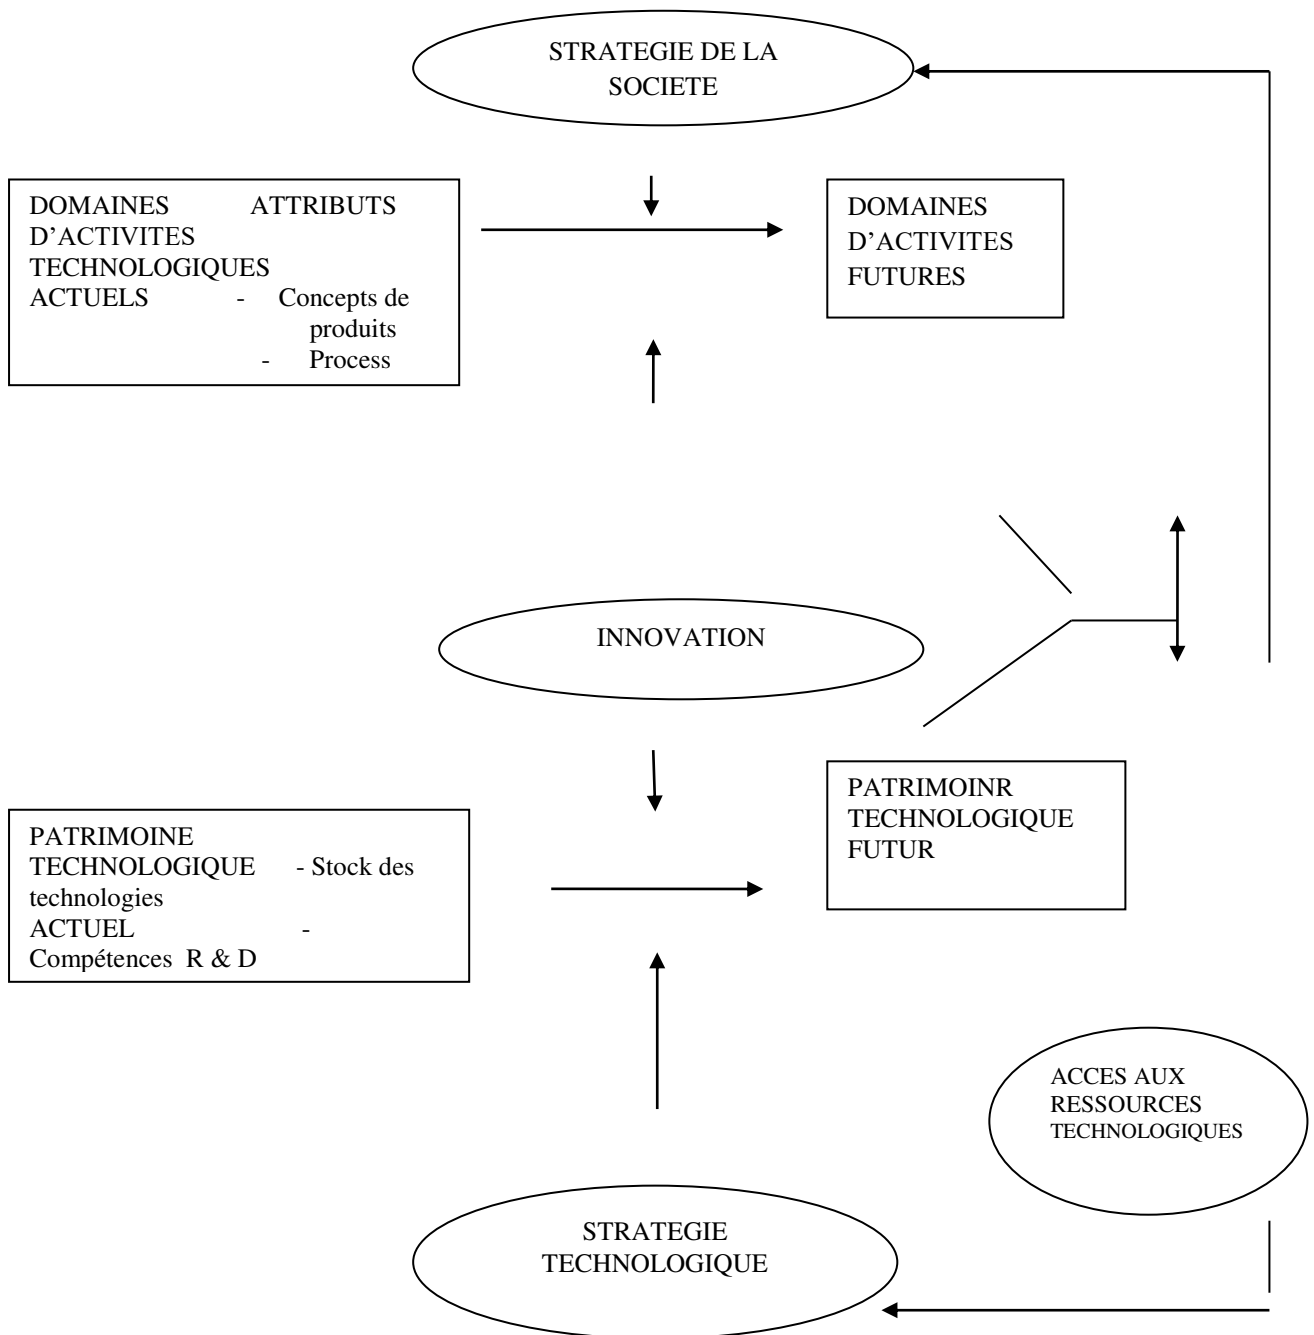 STRATEGIE DE LA
SOCIETE
DOMAINES ATTRIBUTS
D’ACTIVITES
TECHNOLOGIQUES
ACTUELS - Concepts de
produits
- Process
DOMAINES
D’ACTIVITES
FUTURES
INNOVATION
PATRIMOINE
TECHNOLOGIQUE - Stock des
technologies
ACTUEL -
Compétences R & D
PATRIMOINR
TECHNOLOGIQUE
FUTUR
ACCES AUX
RESSOURCES
TECHNOLOGIQUES
STRATEGIE
TECHNOLOGIQUE